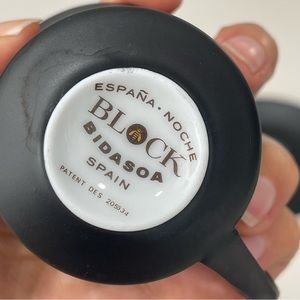 ESPAÑA · NOCHE
BLOCK
BIDASOA
SPAIN
PATENT DES 205034